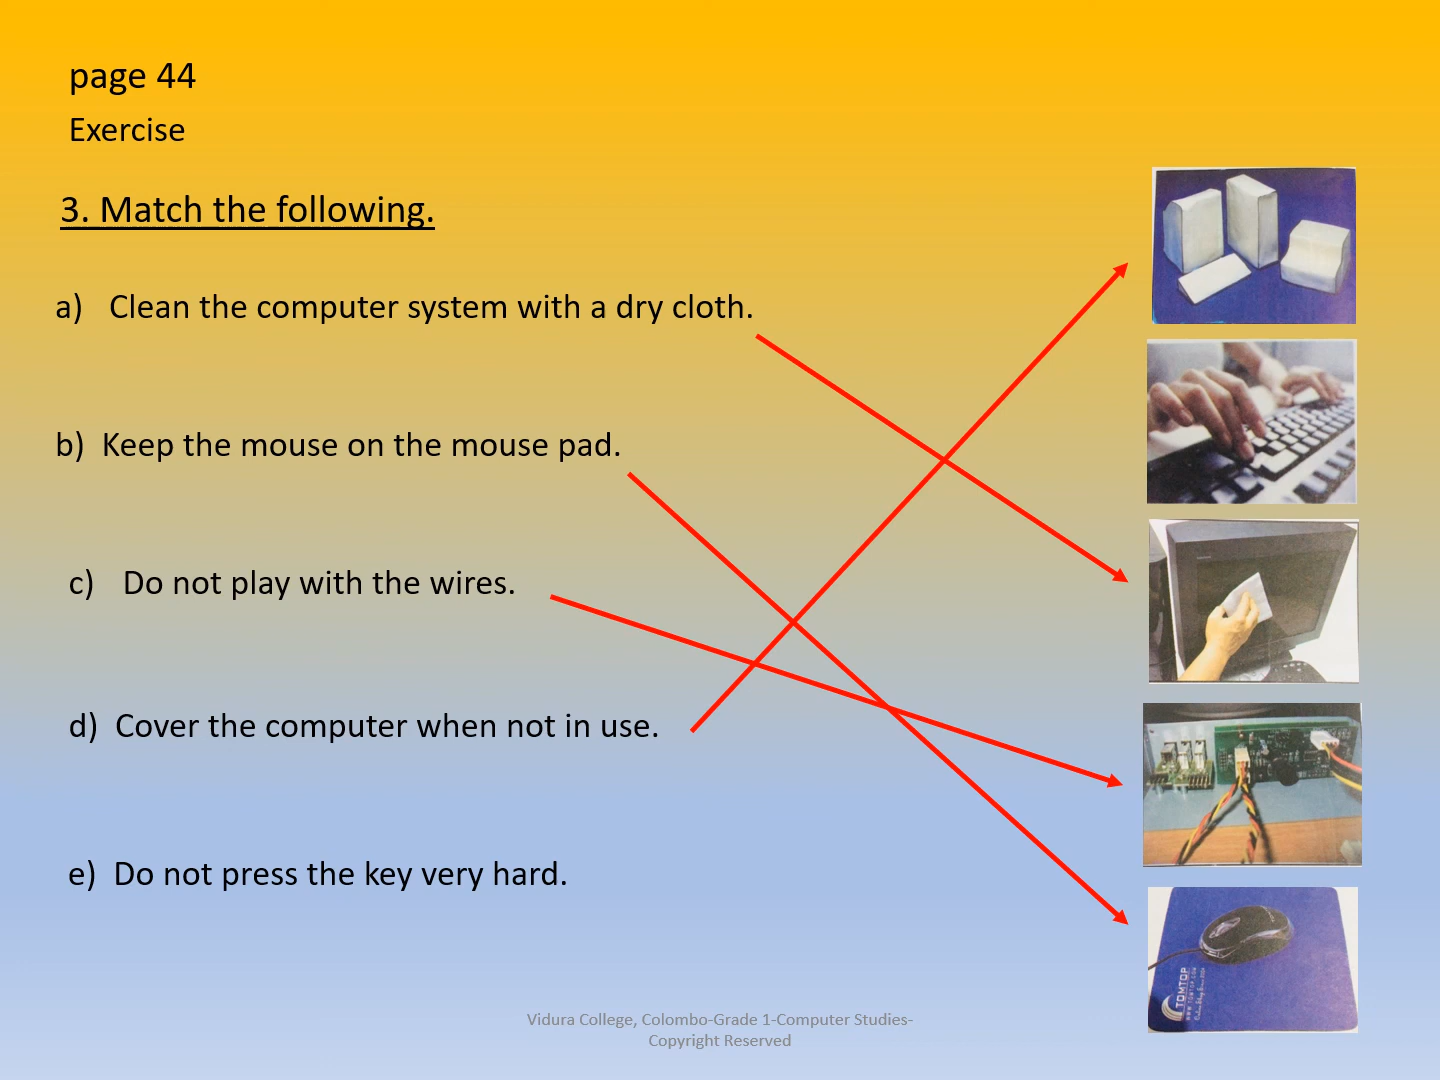 page 44
Exercise
3. Match the following.
a) Clean the computer system with a dry cloth.
b) Keep the mouse on the mouse pad.
c) Do not play with the wires.
d) Cover the computer when not in use.
e) Do not press the key very hard.
TOMTOP
Vidura College, Colombo-Grade 1-Computer Studies-
Copyright Reserved